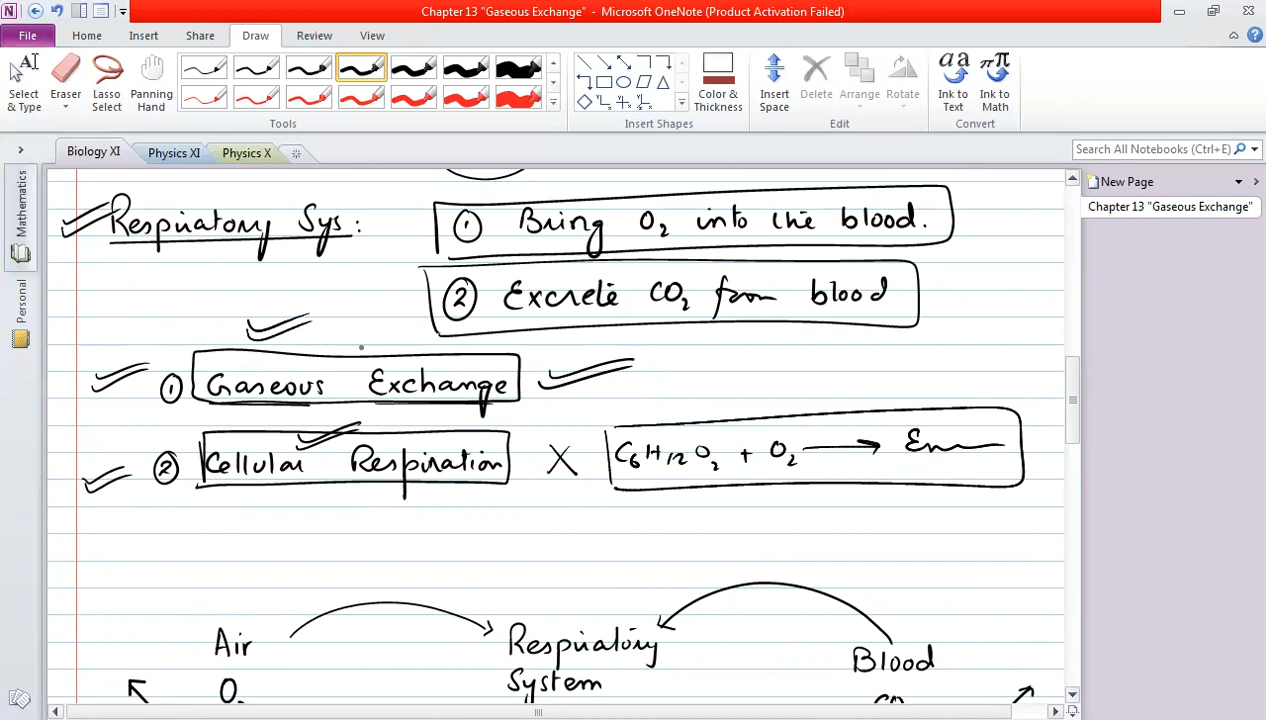 Chapter 13 "Gaseous Exchange" - Microsoft OneNote (Product Activation Failed)
File Home Insert Share Draw Review View
Select & Type
Eraser
Lasso Select
Panning Hand
Color & Thickness
Insert Space
Delete
Arrange
Rotate
Ink to Text
Ink to Math
Tools
Insert Shapes
Edit
Convert
Biology XI Physics XI Physics X
Search All Notebooks (Ctrl+E)
Mathematics
Personal
New Page
Chapter 13 "Gaseous Exchange"
Respiratory Sys: ① Bring O₂ into the blood.
② Excrete CO₂ from blood
① Gaseous Exchange
② Cellular Respiration X C₆H₁₂O₂ + O₂ → En
Air Respiratory System Blood
O₂